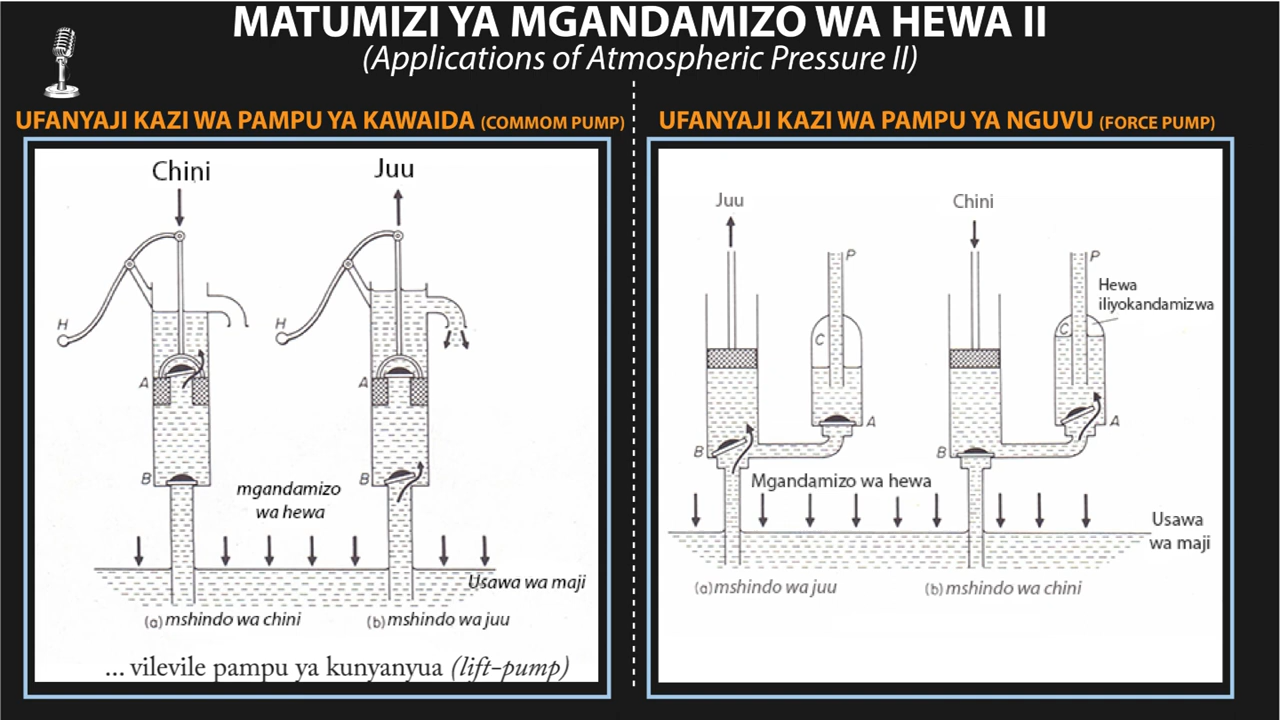 MATUMIZI YA MGANDAMIZO WA HEWA II
(Applications of Atmospheric Pressure II)
UFANYAJI KAZI WA PAMPU YA KAWAIDA (COMMOM PUMP)
Chini
Juu
H
H
A
A
B
B
mgandamizo
wa hewa
Usawa wa maji
(a) mshindo wa chini
(b) mshindo wa juu
... vilevile pampu ya kunyanyua (lift-pump)
UFANYAJI KAZI WA PAMPU YA NGUVU (FORCE PUMP)
Juu
Chini
P
P
Hewa
iliyokandamizwa
C
C
A
A
B
B
Mgandamizo wa hewa
Usawa
wa maji
(a) mshindo wa juu
(b) mshindo wa chini